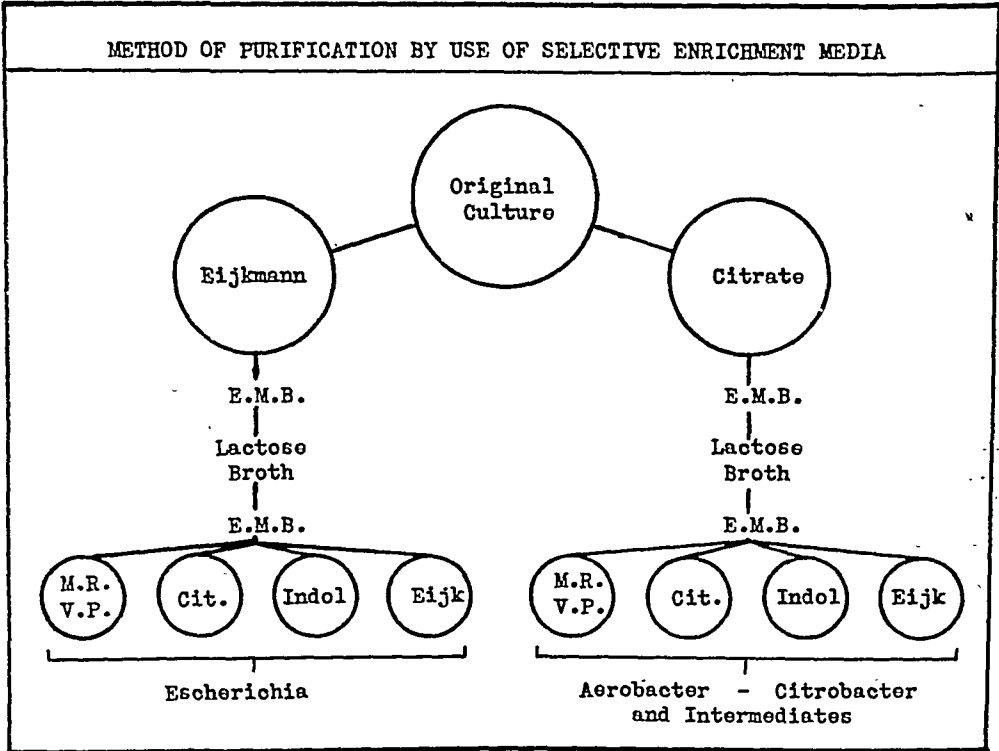 METHOD OF PURIFICATION BY USE OF SELECTIVE ENRICHMENT MEDIA
Original
Culture
Eijkmann
Citrate
E.M.B.
E.M.B.
Lactose
Broth
Lactose
Broth
E.M.B.
E.M.B.
M.R.
V.P.
Cit.
Indol
Eijk
M.R.
V.P.
Cit.
Indol
Eijk
Escherichia
Aerobacter - Citrobacter
and Intermediates